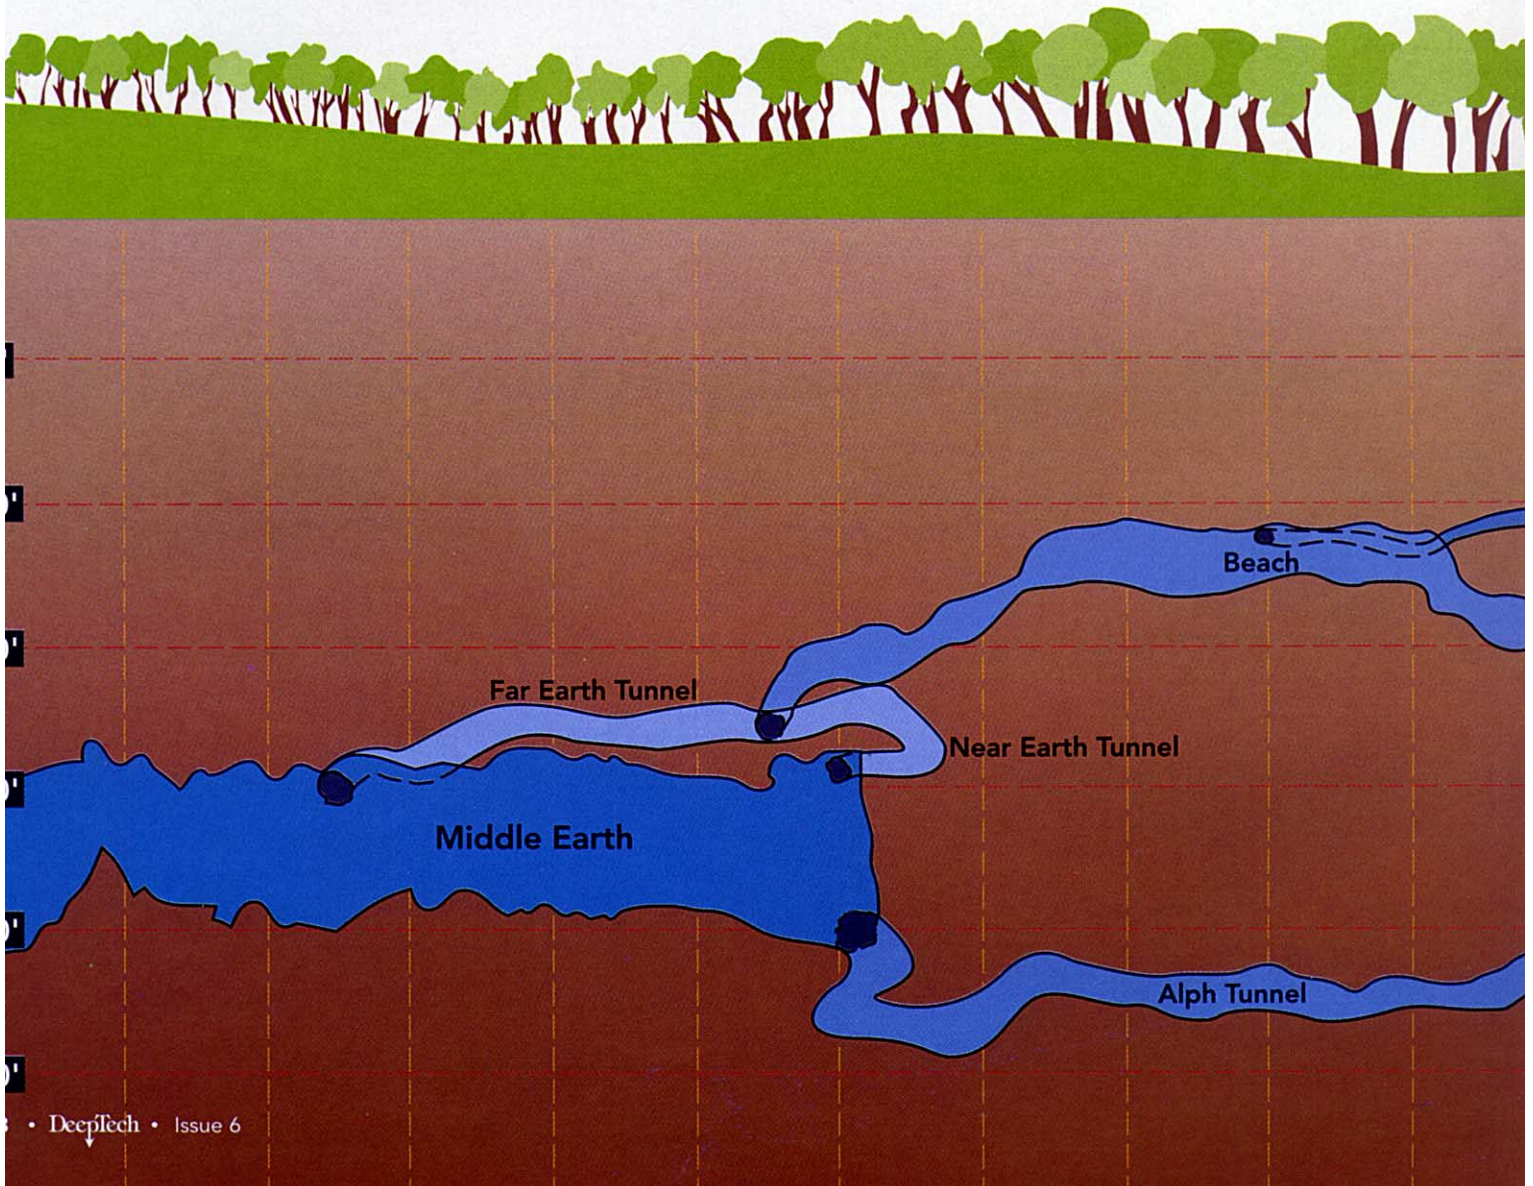 Beach
Far Earth Tunnel
Near Earth Tunnel
Middle Earth
Alph Tunnel
• DeepTech • Issue 6